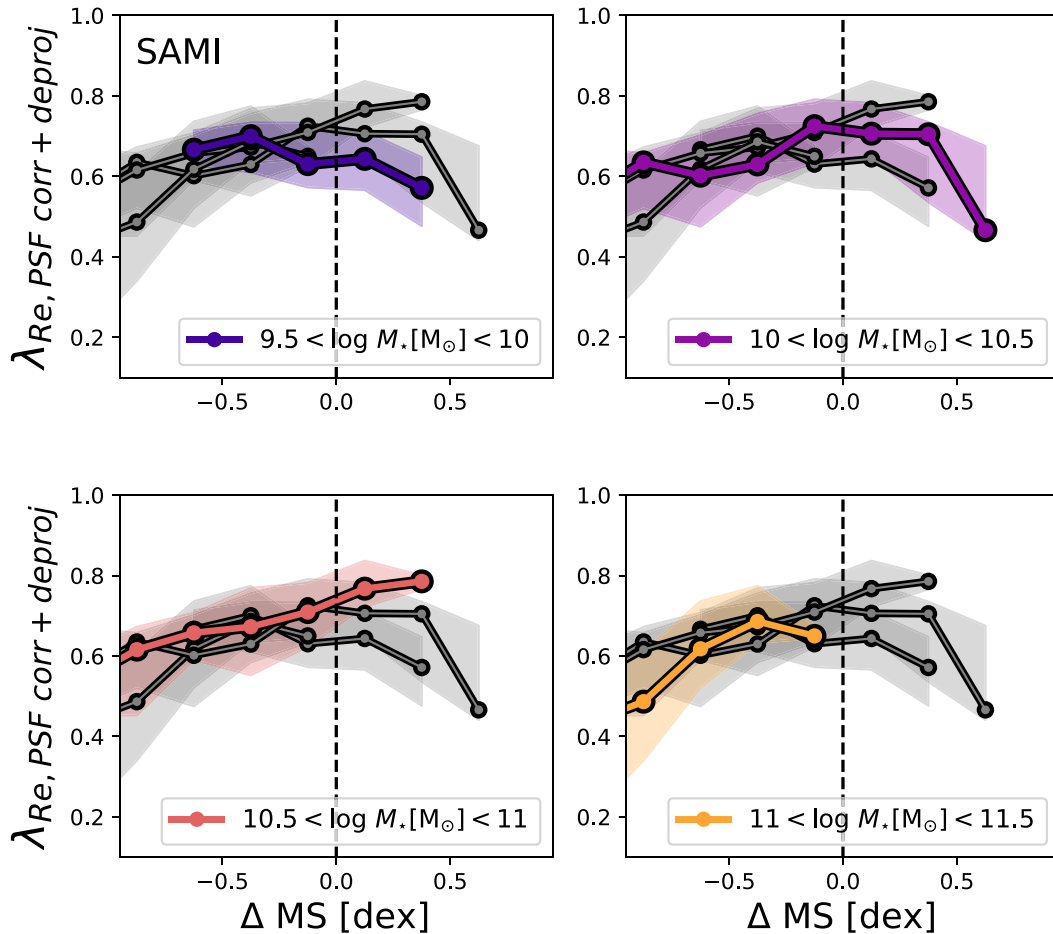 λ_{Re, PSF corr + deproj}
1.0
0.8
0.6
0.4
0.2
SAMI
9.5 < log M⋆[M⊙] < 10
−0.5 0.0 0.5
1.0
0.8
0.6
0.4
0.2
10 < log M⋆[M⊙] < 10.5
−0.5 0.0 0.5
λ_{Re, PSF corr + deproj}
1.0
0.8
0.6
0.4
0.2
10.5 < log M⋆[M⊙] < 11
−0.5 0.0 0.5
Δ MS [dex]
1.0
0.8
0.6
0.4
0.2
11 < log M⋆[M⊙] < 11.5
−0.5 0.0 0.5
Δ MS [dex]